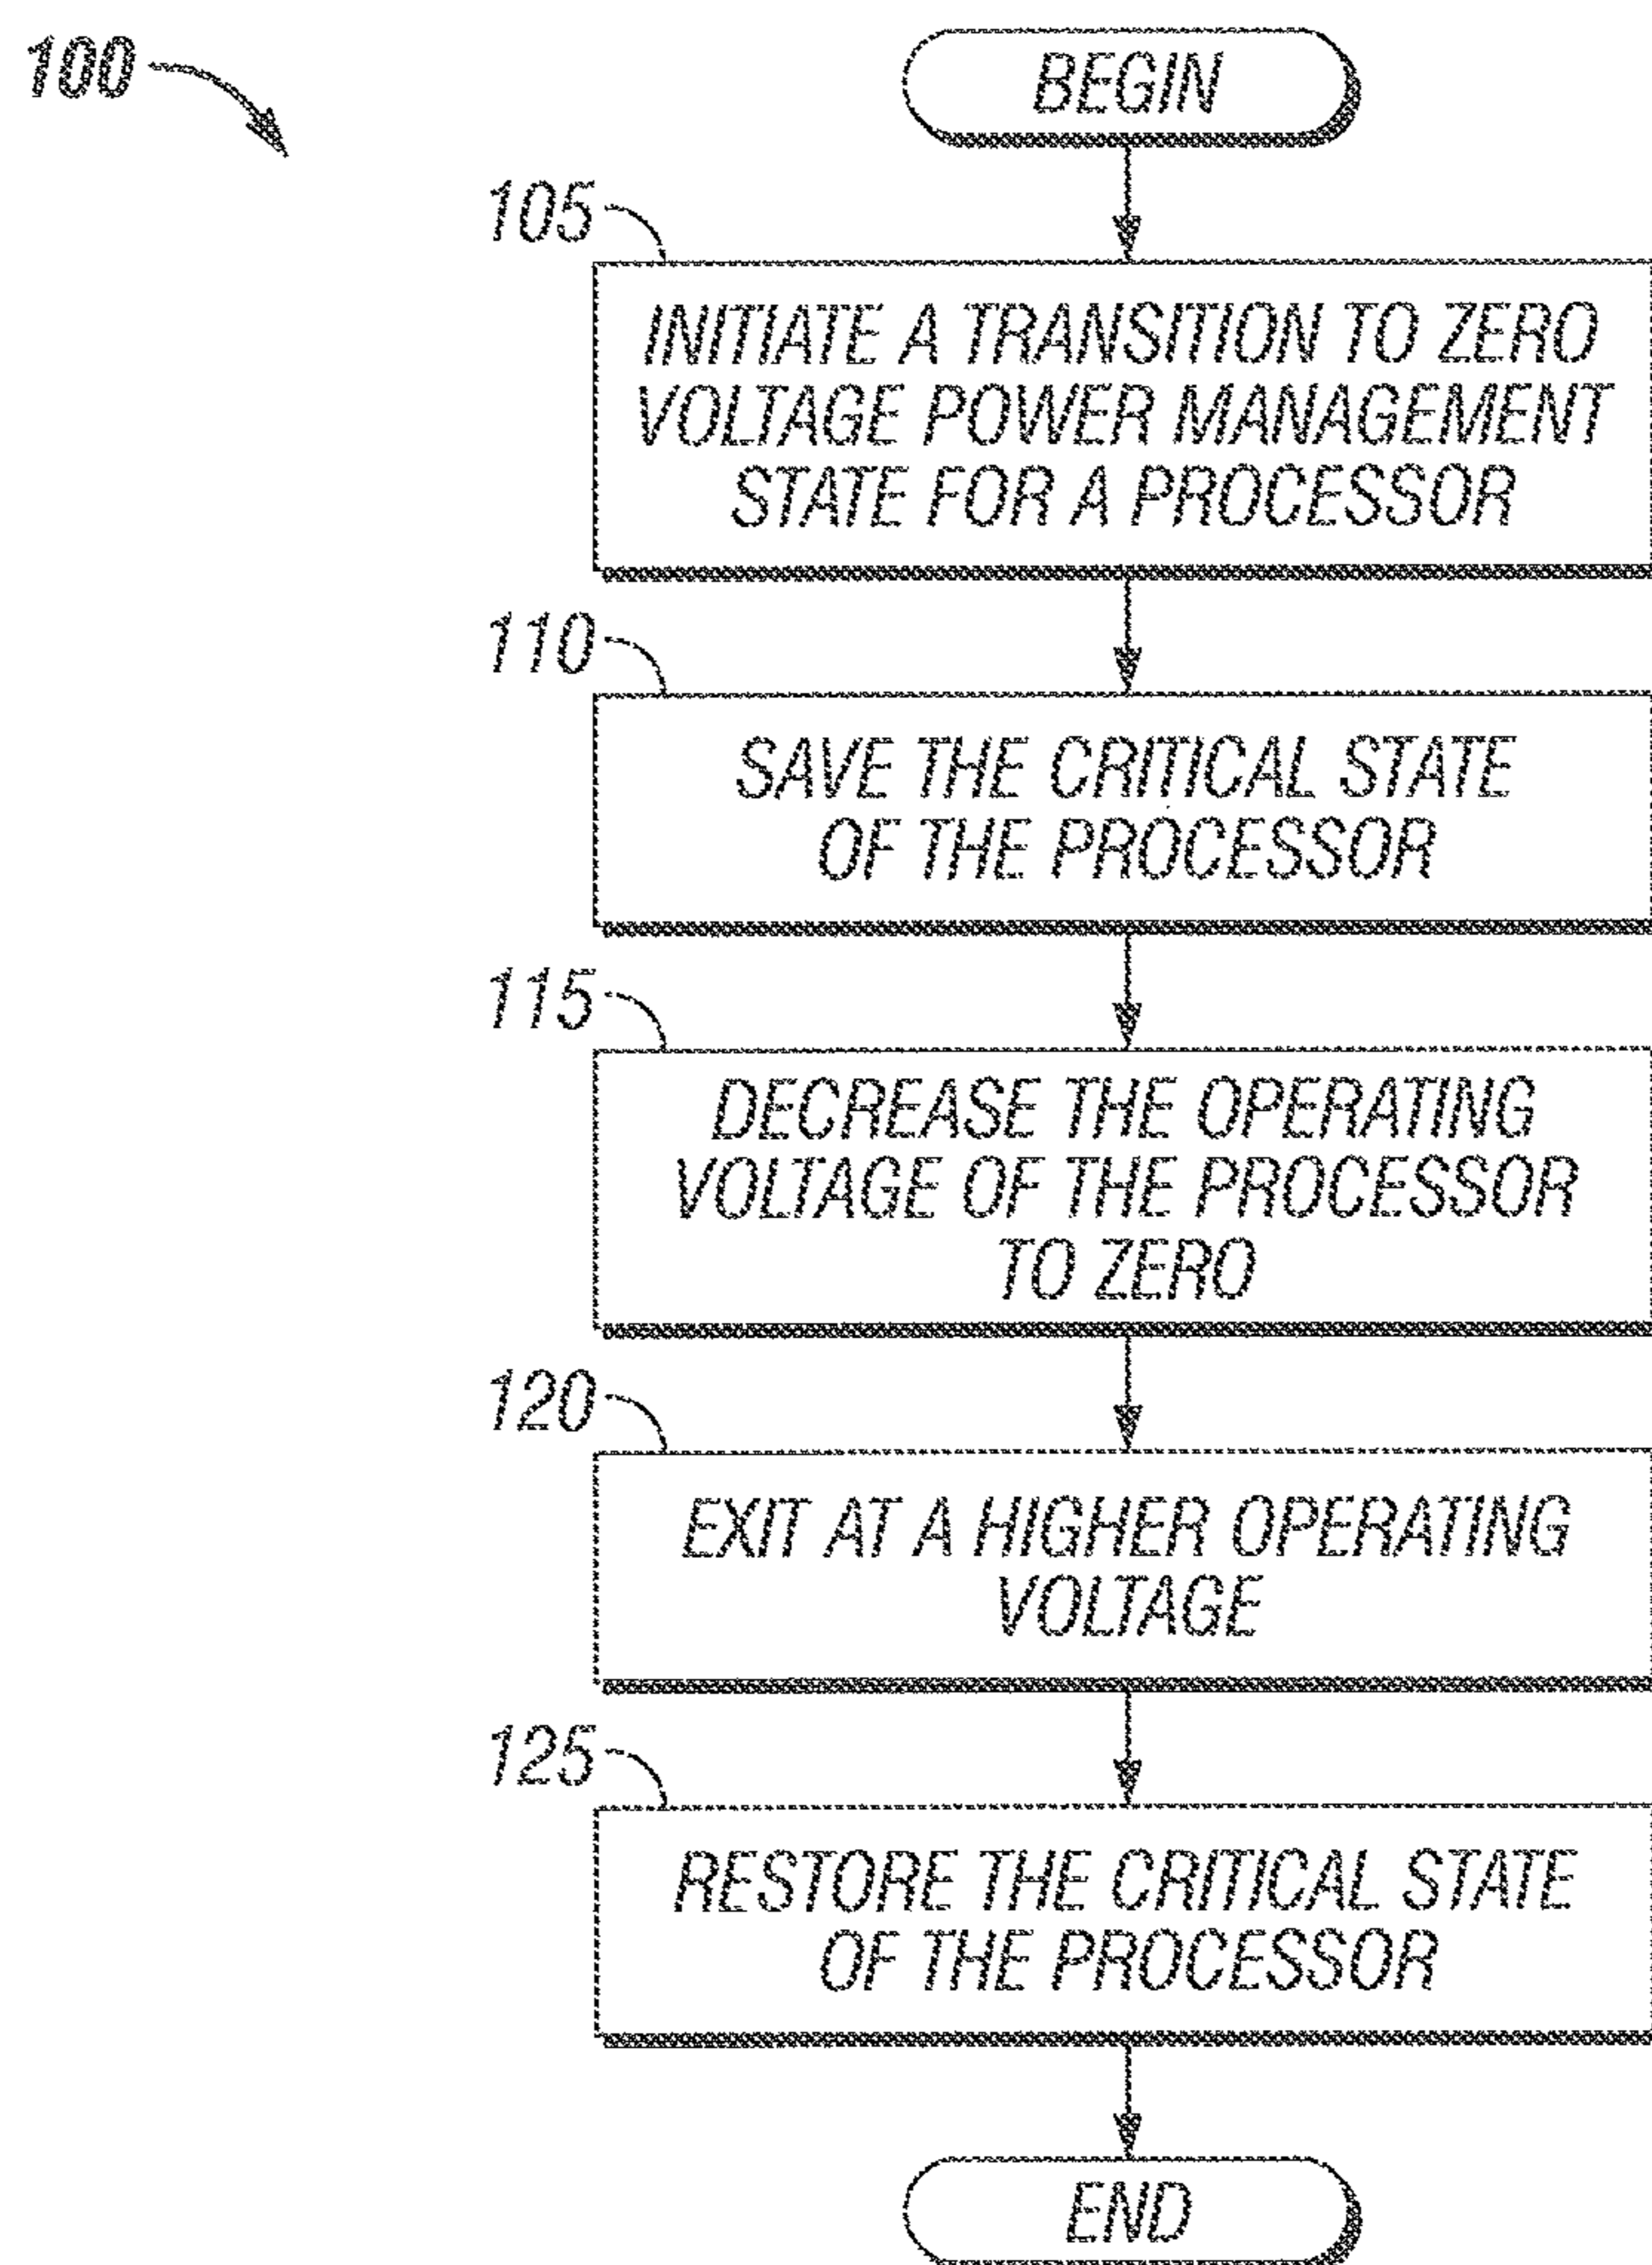 100
BEGIN
105
INITIATE A TRANSITION TO ZERO
VOLTAGE POWER MANAGEMENT
STATE FOR A PROCESSOR
110
SAVE THE CRITICAL STATE
OF THE PROCESSOR
115
DECREASE THE OPERATING
VOLTAGE OF THE PROCESSOR
TO ZERO
120
EXIT AT A HIGHER OPERATING
VOLTAGE
125
RESTORE THE CRITICAL STATE
OF THE PROCESSOR
END